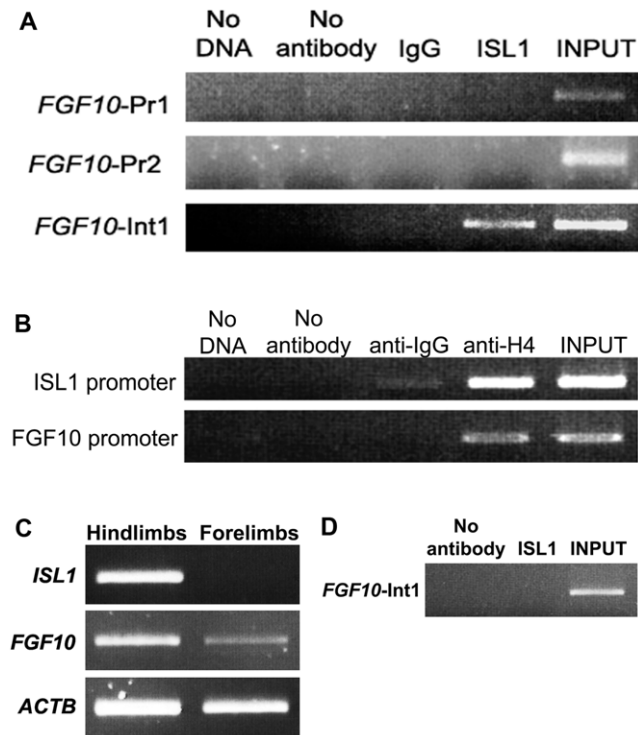 A
No DNA No antibody IgG ISL1 INPUT
FGF10-Pr1
FGF10-Pr2
FGF10-Int1
B
No DNA No antibody anti-IgG anti-H4 INPUT
ISL1 promoter
FGF10 promoter
C
Hindlimbs Forelimbs
ISL1
FGF10
ACTB
D
No antibody ISL1 INPUT
FGF10-Int1